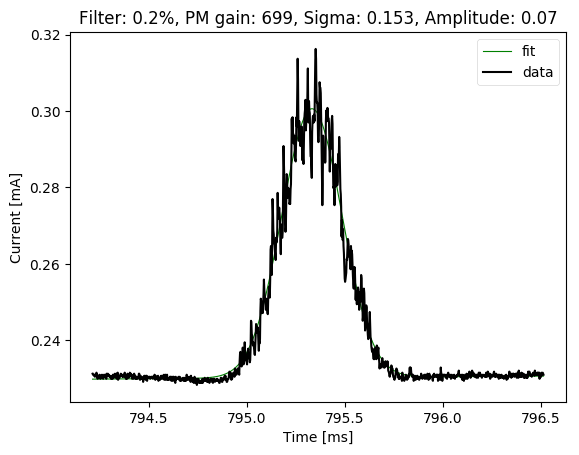 Filter: 0.2%, PM gain: 699, Sigma: 0.153, Amplitude: 0.07
fit
data
Current [mA]
0.32
0.30
0.28
0.26
0.24
794.5
795.0
795.5
796.0
796.5
Time [ms]